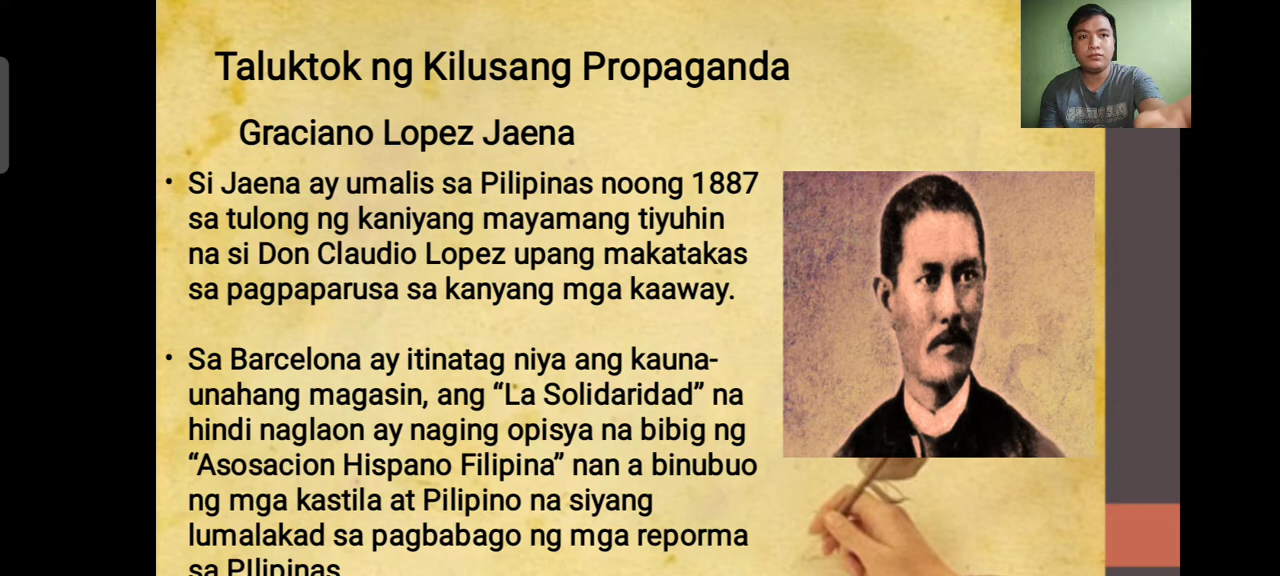 Taluktok ng Kilusang Propaganda
Graciano Lopez Jaena
• Si Jaena ay umalis sa Pilipinas noong 1887
sa tulong ng kaniyang mayamang tiyuhin
na si Don Claudio Lopez upang makatakas
sa pagpaparusa sa kanyang mga kaaway.
• Sa Barcelona ay itinatag niya ang kauna-
unahang magasin, ang “La Solidaridad” na
hindi naglaon ay naging opisya na bibig ng
“Asosacion Hispano Filipina” nan a binubuo
ng mga kastila at Pilipino na siyang
lumalakad sa pagbabago ng mga reporma
sa PIlipinas